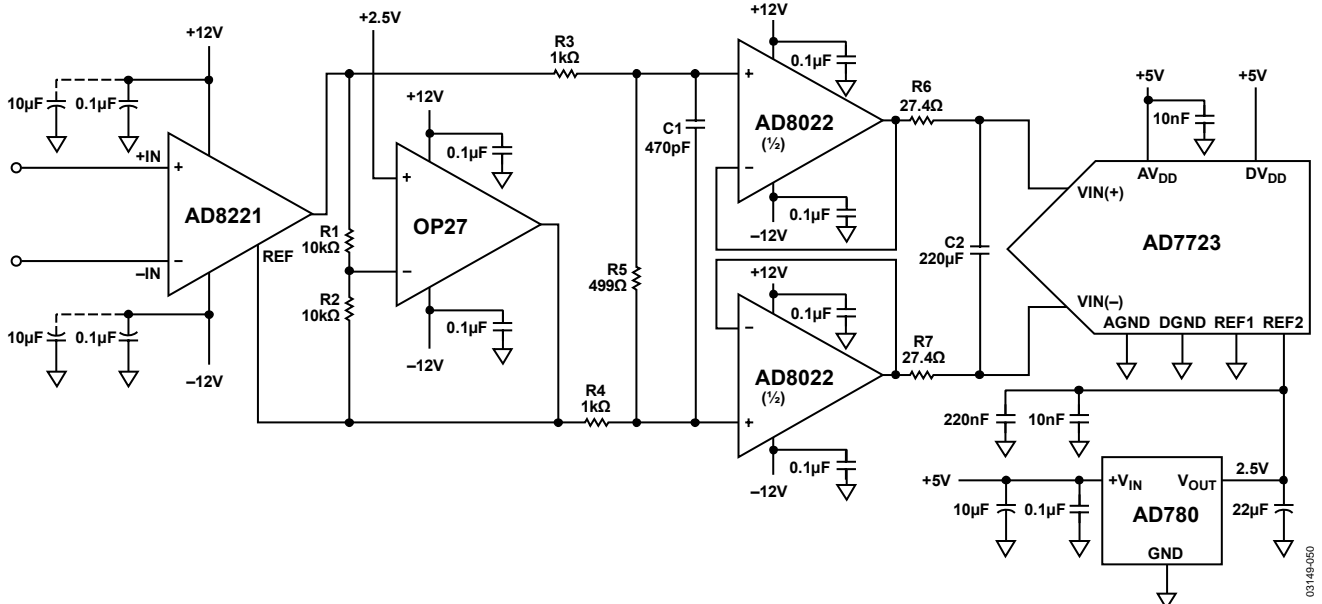 +12V
10µF
0.1µF
+IN
+
AD8221
REF
–
–IN
10µF
0.1µF
–12V
+2.5V
+12V
0.1µF
+
OP27
–
0.1µF
–12V
R1
10kΩ
R2
10kΩ
R3
1kΩ
R4
1kΩ
R5
499Ω
C1
470pF
+12V
0.1µF
+
AD8022
(½)
–
0.1µF
–12V
+12V
0.1µF
–
AD8022
(½)
+
0.1µF
–12V
R6
27.4Ω
C2
220µF
R7
27.4Ω
+5V
10nF
+5V
AVDD
DVDD
VIN(+)
AD7723
VIN(–)
AGND DGND REF1 REF2
220nF
10nF
+5V
10µF
0.1µF
+VIN
VOUT
AD780
GND
2.5V
22µF
03149-050